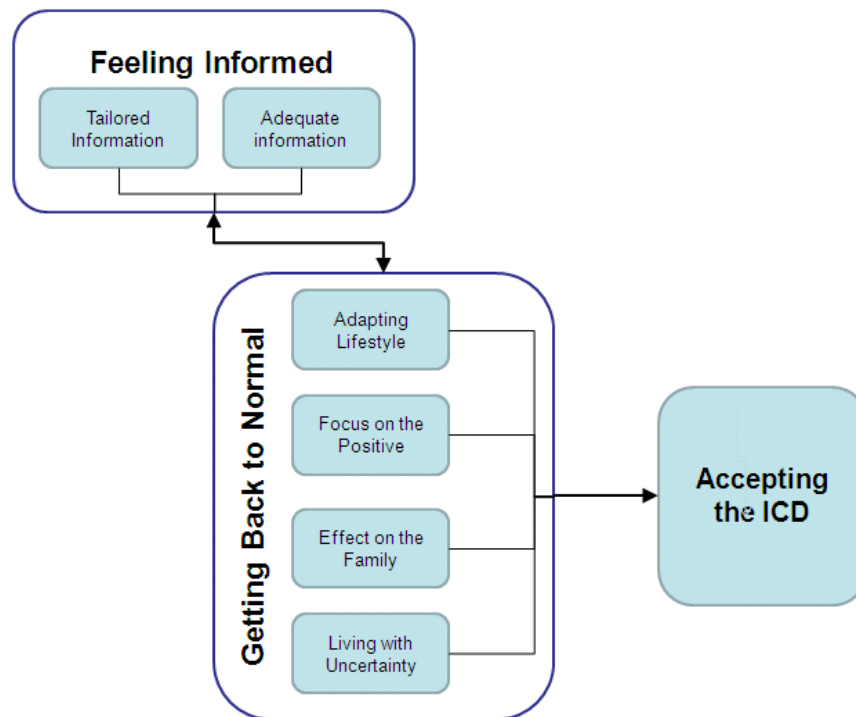 Feeling Informed
Tailored
Information
Adequate
information
Getting Back to Normal
Adapting
Lifestyle
Focus on the
Positive
Effect on the
Family
Living with
Uncertainty
Accepting
the ICD